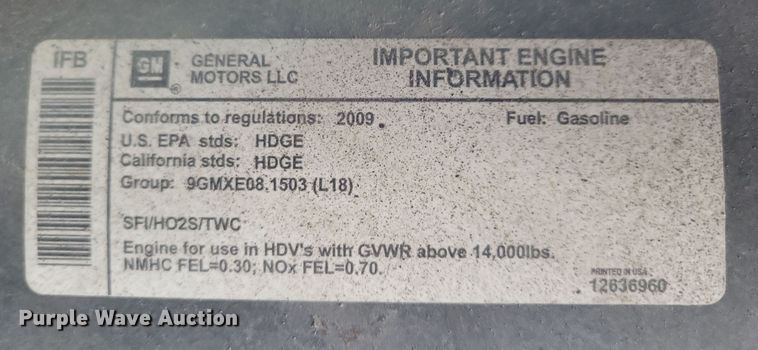 IFB
GM
®
GENERAL
MOTORS LLC
IMPORTANT ENGINE
INFORMATION
Conforms to regulations: 2009. Fuel: Gasoline
U.S. EPA stds: HDGE
California stds: HDGE
Group: 9GMXE08.1503 (L18)
SFI/HO2S/TWC
Engine for use in HDV's with GVWR above 14,000lbs.
NMHC FEL=0.30; NOx FEL=0.70.
PRINTED IN USA
12636960
Purple Wave Auction